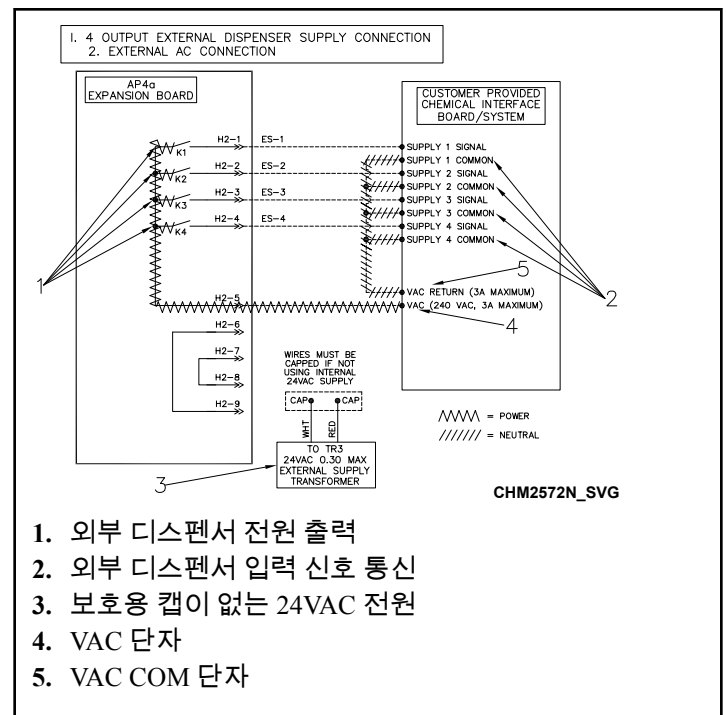 I. 4 OUTPUT EXTERNAL DISPENSER SUPPLY CONNECTION
2. EXTERNAL AC CONNECTION
AP4a
EXPANSION BOARD
CUSTOMER PROVIDED
CHEMICAL INTERFACE
BOARD/SYSTEM
K1
H2-1
ES-1
SUPPLY 1 SIGNAL
SUPPLY 1 COMMON
K2
H2-2
ES-2
SUPPLY 2 SIGNAL
SUPPLY 2 COMMON
K3
H2-3
ES-3
SUPPLY 3 SIGNAL
SUPPLY 3 COMMON
K4
H2-4
ES-4
SUPPLY 4 SIGNAL
SUPPLY 4 COMMON
1
2
5
VAC RETURN (3A MAXIMUM)
H2-5
VAC (240 VAC, 3A MAXIMUM)
4
H2-6
H2-7
H2-8
H2-9
WIRES MUST BE
CAPPED IF NOT
USING INTERNAL
24VAC SUPPLY
CAP CAP
WHT RED
TO TR3
24VAC 0.30 MAX
EXTERNAL SUPPLY
TRANSFORMER
3
= POWER
= NEUTRAL
CHM2572N_SVG
1. 외부 디스펜서 전원 출력
2. 외부 디스펜서 입력 신호 통신
3. 보호용 캡이 없는 24VAC 전원
4. VAC 단자
5. VAC COM 단자